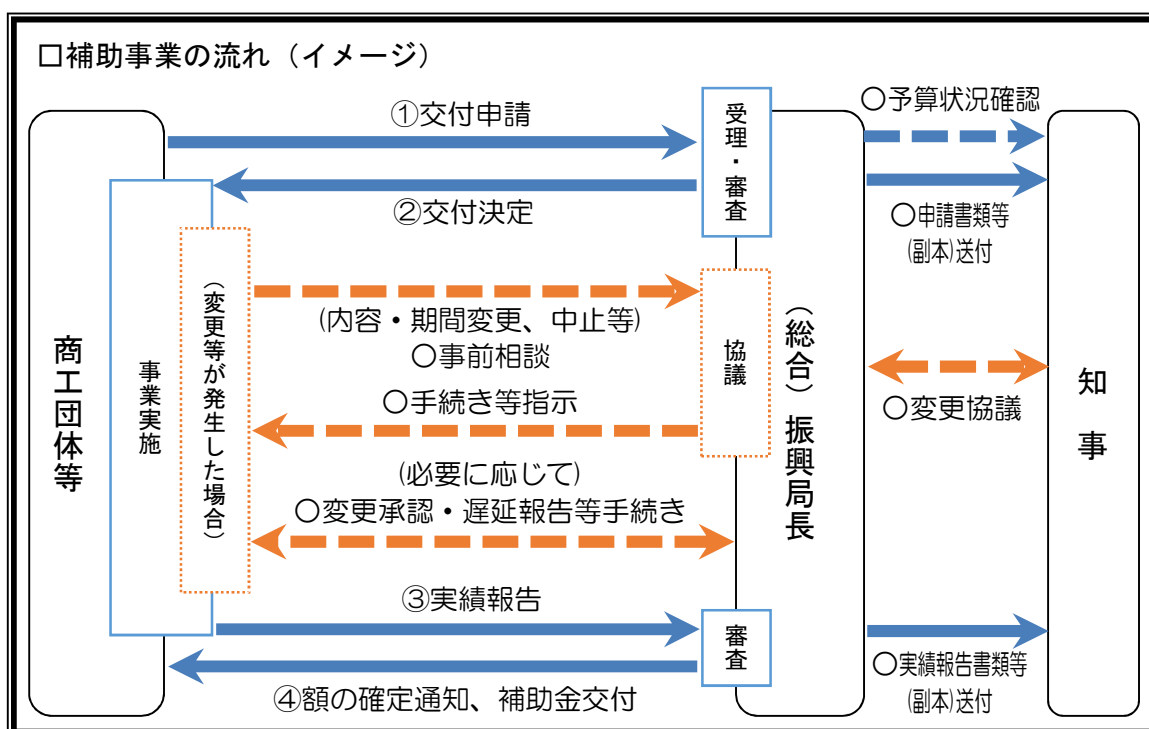 □補助事業の流れ（イメージ）
①交付申請
受理・審査
○予算状況確認
②交付決定
○申請書類等
(副本)送付
商工団体等
事業実施
（変更等が発生した場合）
(内容・期間変更、中止等)
○事前相談
協議
（総合）振興局長
○変更協議
知事
○手続き等指示
(必要に応じて)
○変更承認・遅延報告等手続き
③実績報告
審査
○実績報告書類等
(副本)送付
④額の確定通知、補助金交付